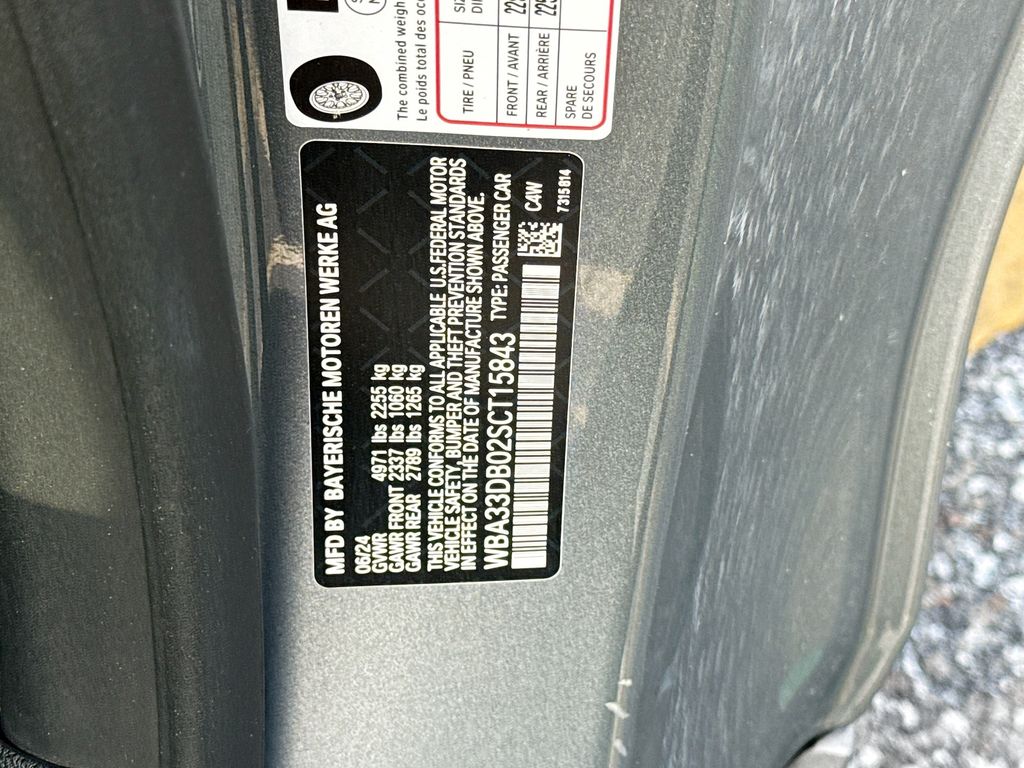 MFD BY BAYERISCHE MOTOREN WERKE AG
06/24
GVWR 4971 lbs 2255 kg
GAWR FRONT 2337 lbs 1060 kg
GAWR REAR 2789 lbs 1265 kg
THIS VEHICLE CONFORMS TO ALL APPLICABLE U.S.FEDERAL MOTOR
VEHICLE SAFETY, BUMPER AND THEFT PREVENTION STANDARDS
IN EFFECT ON THE DATE OF MANUFACTURE SHOWN ABOVE.
WBA33DB02SCT15843 TYPE: PASSENGER CAR
C4W
7315814
The combined weigh
Le poids total des oc
TIRE / PNEU
FRONT / AVANT
REAR / ARRIÈRE
SPARE
DE SECOURS